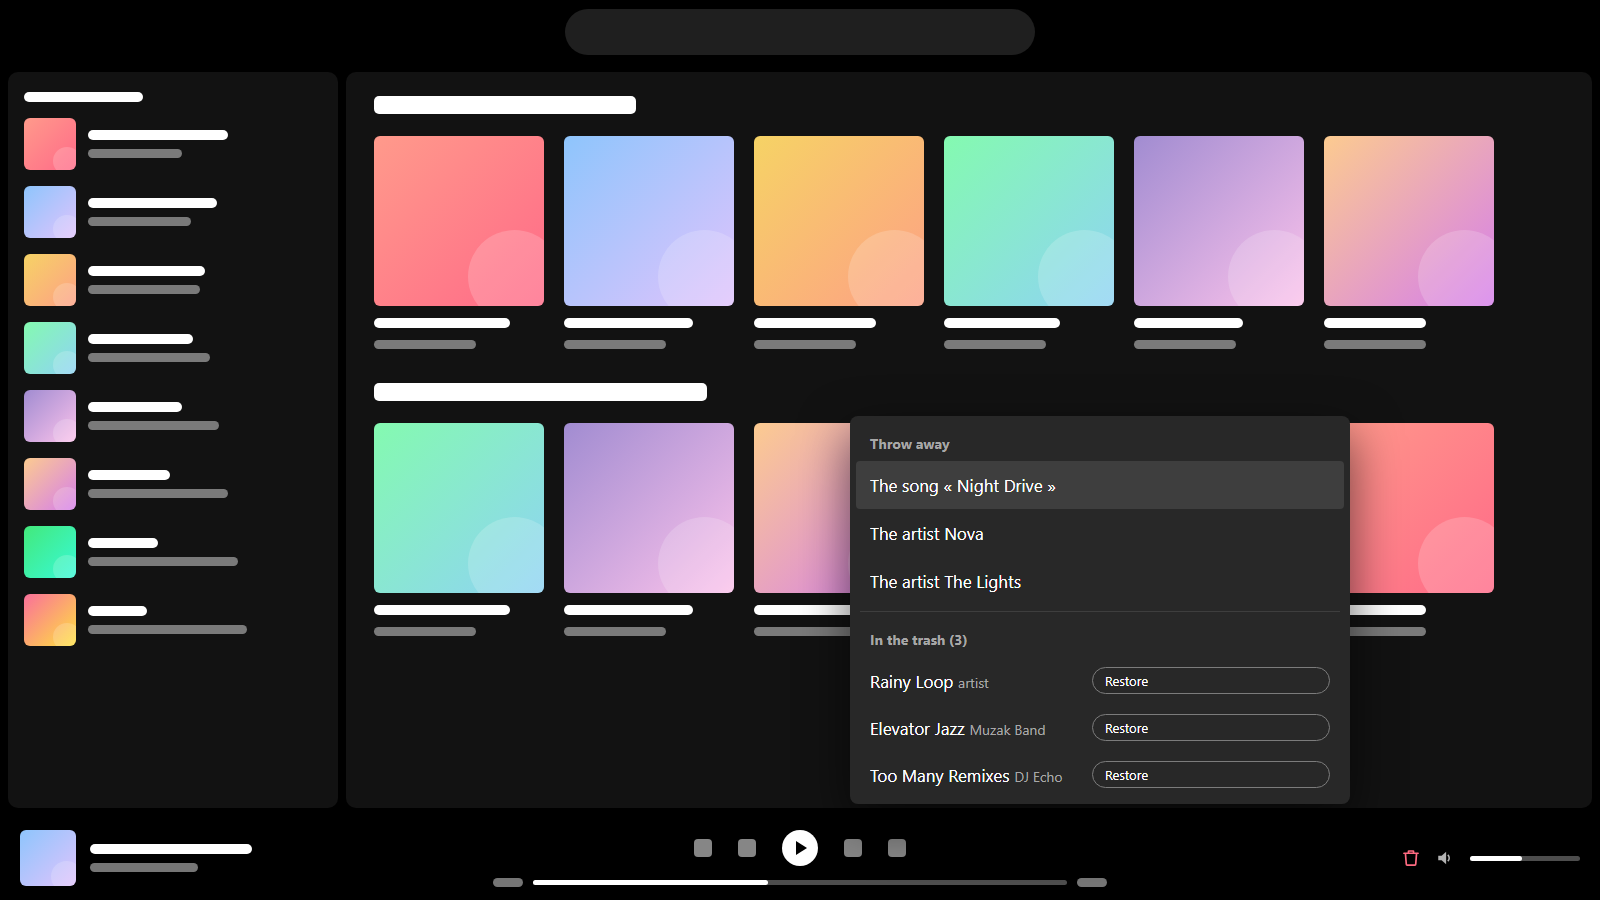 Throw away
The song « Night Drive »
The artist Nova
The artist The Lights
In the trash (3)
Rainy Loop artist Restore
Elevator Jazz Muzak Band Restore
Too Many Remixes DJ Echo Restore